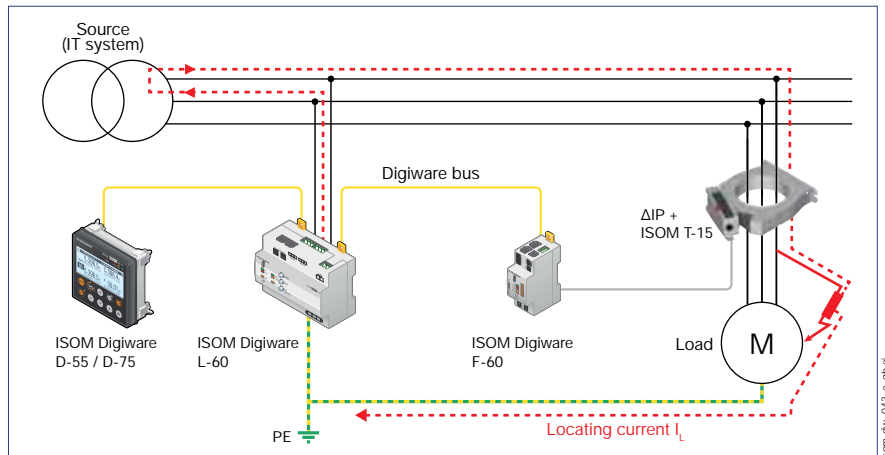 Source
(IT system)
Digiware bus
ΔIP +
ISOM T-15
ISOM Digiware
D-55 / D-75
ISOM Digiware
L-60
ISOM Digiware
F-60
Load
M
PE
Locating current I_L